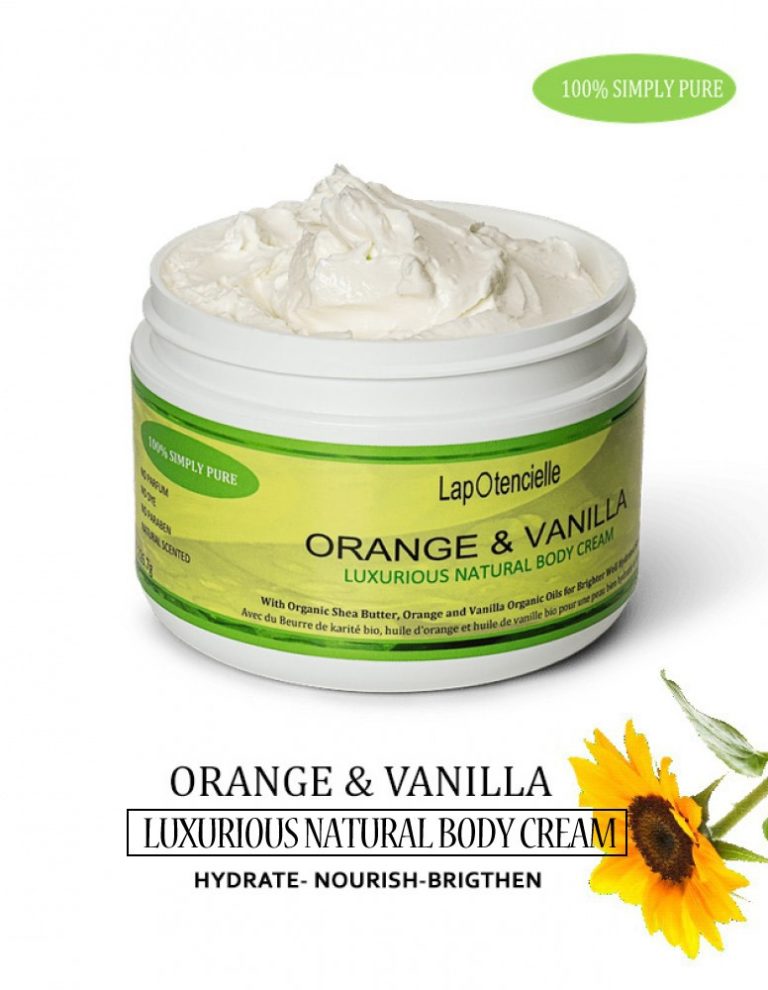 100% SIMPLY PURE
100% SIMPLY PURE
NO PARFUM
NO DYE
NO PARABEN
NATURAL SCENTED
LapOtencielle
ORANGE & VANILLA
LUXURIOUS NATURAL BODY CREAM
With Organic Shea Butter, Orange and Vanilla Organic Oils for Brighter Well
Avec du Beurre de karité bio, huile d'orange et huile de vanille bio pour une peau bien
ORANGE & VANILLA
LUXURIOUS NATURAL BODY CREAM
HYDRATE- NOURISH-BRIGTHEN